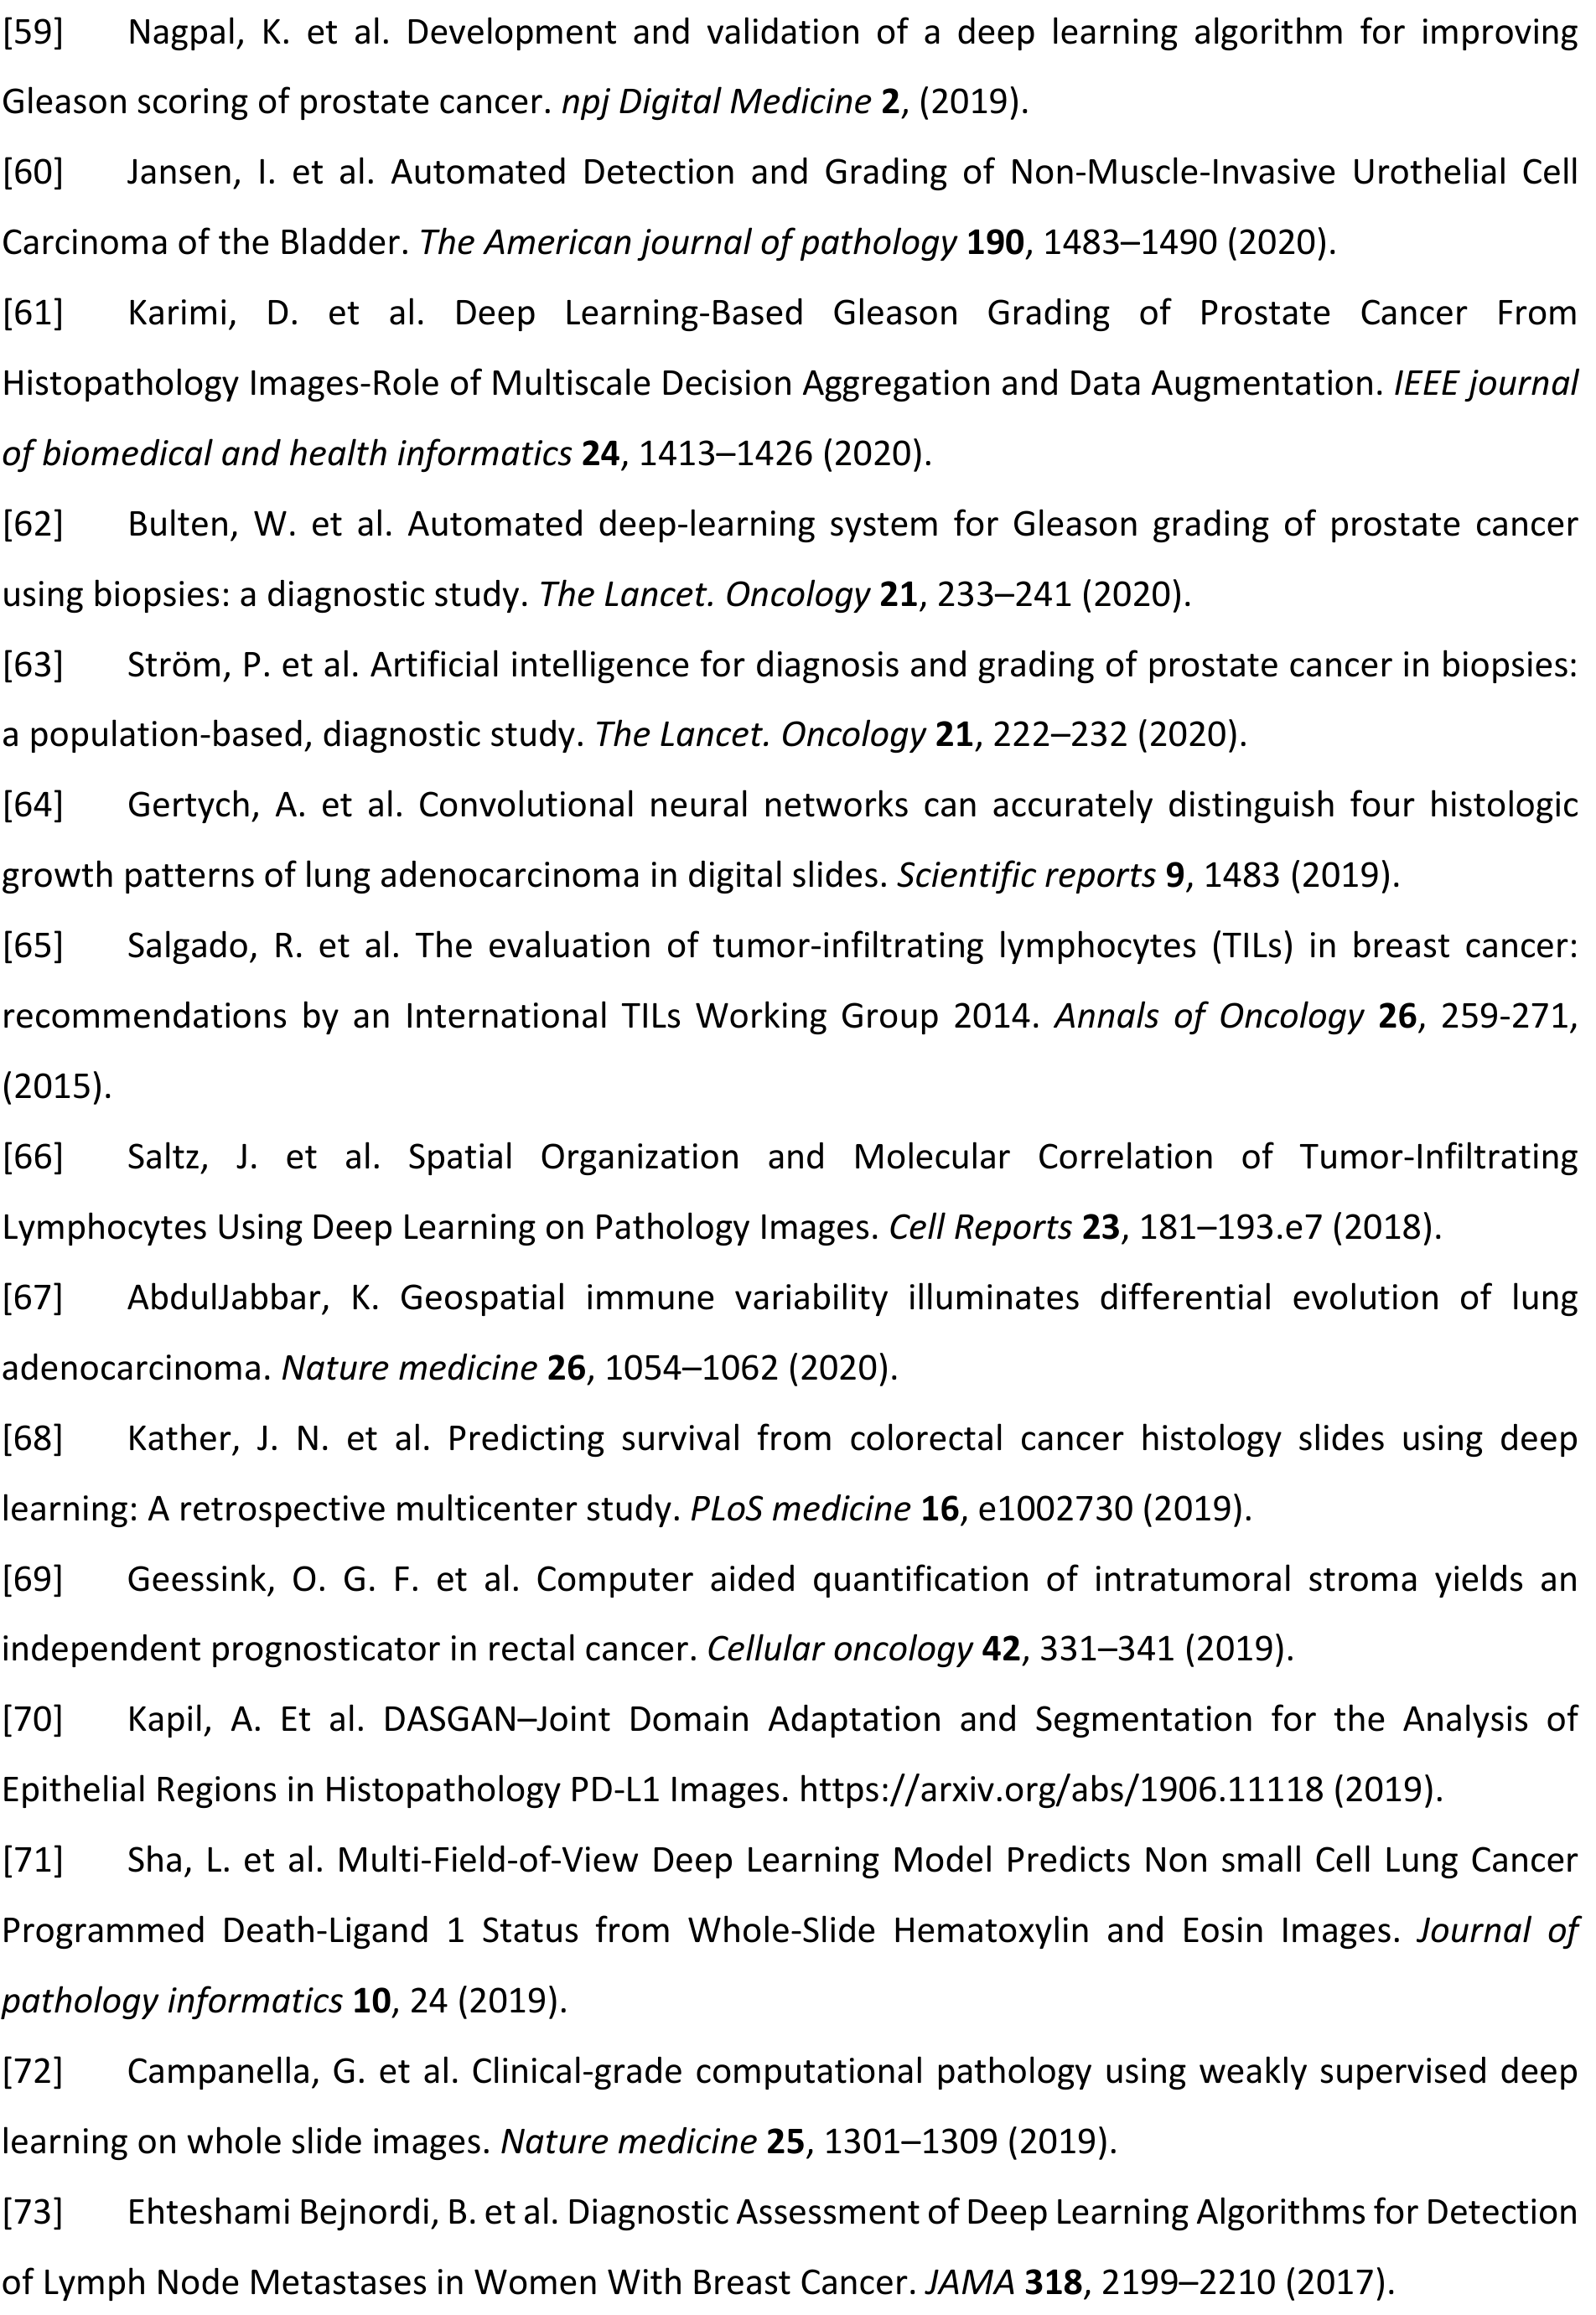 [59] Nagpal, K. et al. Development and validation of a deep learning algorithm for improving
Gleason scoring of prostate cancer. npj Digital Medicine 2, (2019).
[60] Jansen, I. et al. Automated Detection and Grading of Non-Muscle-Invasive Urothelial Cell
Carcinoma of the Bladder. The American journal of pathology 190, 1483–1490 (2020).
[61] Karimi, D. et al. Deep Learning-Based Gleason Grading of Prostate Cancer From
Histopathology Images-Role of Multiscale Decision Aggregation and Data Augmentation. IEEE journal
of biomedical and health informatics 24, 1413–1426 (2020).
[62] Bulten, W. et al. Automated deep-learning system for Gleason grading of prostate cancer
using biopsies: a diagnostic study. The Lancet. Oncology 21, 233–241 (2020).
[63] Ström, P. et al. Artificial intelligence for diagnosis and grading of prostate cancer in biopsies:
a population-based, diagnostic study. The Lancet. Oncology 21, 222–232 (2020).
[64] Gertych, A. et al. Convolutional neural networks can accurately distinguish four histologic
growth patterns of lung adenocarcinoma in digital slides. Scientific reports 9, 1483 (2019).
[65] Salgado, R. et al. The evaluation of tumor-infiltrating lymphocytes (TILs) in breast cancer:
recommendations by an International TILs Working Group 2014. Annals of Oncology 26, 259-271,
(2015).
[66] Saltz, J. et al. Spatial Organization and Molecular Correlation of Tumor-Infiltrating
Lymphocytes Using Deep Learning on Pathology Images. Cell Reports 23, 181–193.e7 (2018).
[67] AbdulJabbar, K. Geospatial immune variability illuminates differential evolution of lung
adenocarcinoma. Nature medicine 26, 1054–1062 (2020).
[68] Kather, J. N. et al. Predicting survival from colorectal cancer histology slides using deep
learning: A retrospective multicenter study. PLoS medicine 16, e1002730 (2019).
[69] Geessink, O. G. F. et al. Computer aided quantification of intratumoral stroma yields an
independent prognosticator in rectal cancer. Cellular oncology 42, 331–341 (2019).
[70] Kapil, A. Et al. DASGAN–Joint Domain Adaptation and Segmentation for the Analysis of
Epithelial Regions in Histopathology PD-L1 Images. https://arxiv.org/abs/1906.11118 (2019).
[71] Sha, L. et al. Multi-Field-of-View Deep Learning Model Predicts Non small Cell Lung Cancer
Programmed Death-Ligand 1 Status from Whole-Slide Hematoxylin and Eosin Images. Journal of
pathology informatics 10, 24 (2019).
[72] Campanella, G. et al. Clinical-grade computational pathology using weakly supervised deep
learning on whole slide images. Nature medicine 25, 1301–1309 (2019).
[73] Ehteshami Bejnordi, B. et al. Diagnostic Assessment of Deep Learning Algorithms for Detection
of Lymph Node Metastases in Women With Breast Cancer. JAMA 318, 2199–2210 (2017).